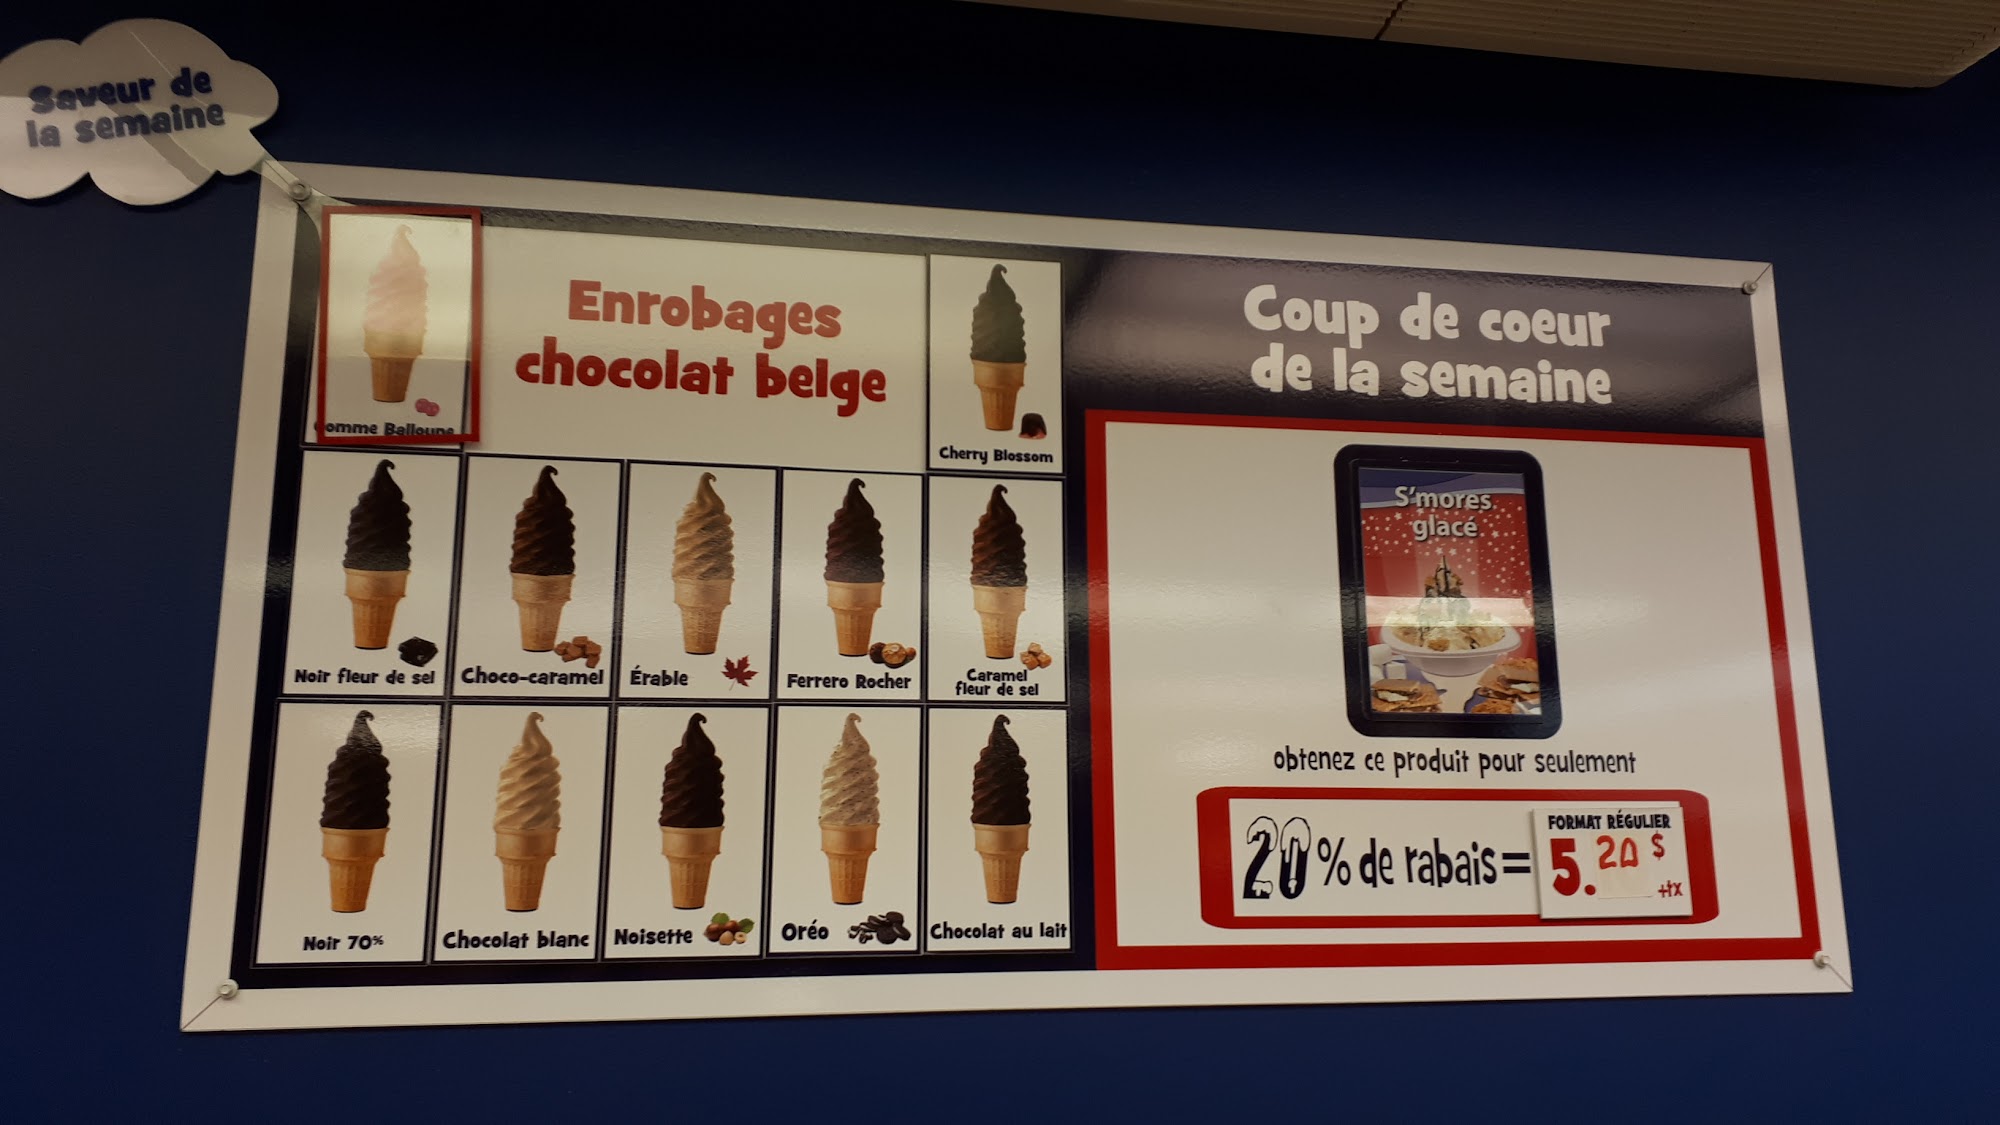 Saveur de
la semaine
Enrobages
chocolat belge
Gomme Balloune
Cherry Blossom
Noir fleur de sel
Choco-caramel
Érable
Ferrero Rocher
Caramel
fleur de sel
Noir 70%
Chocolat blanc
Noisette
Oréo
Chocolat au lait
Coup de coeur
de la semaine
S'mores
glacé
obtenez ce produit pour seulement
20% de rabais=
FORMAT RÉGULIER
5.20$
+tx